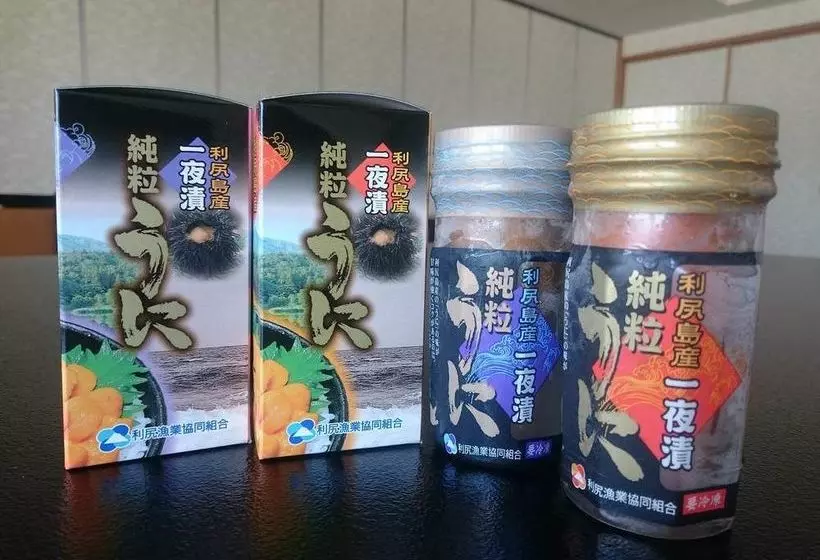 利尻島産
一夜漬
純粒
うに
利尻漁業協同組合
利尻島産
一夜漬
純粒
うに
利尻漁業協同組合
利尻島産
一夜漬
純粒
うに
利尻漁業協同組合
要冷凍
利尻島産
一夜漬
純粒
うに
利尻漁業協同組合
要冷凍